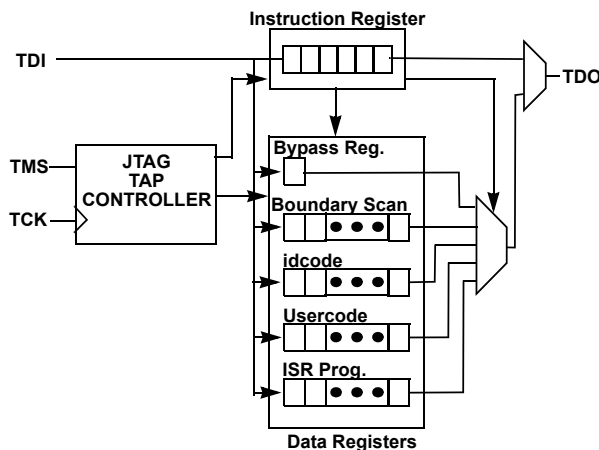 Instruction Register
TDI
TDO
Bypass Reg.
TMS
JTAG
TAP
CONTROLLER
TCK
Boundary Scan
idcode
Usercode
ISR Prog.
Data Registers